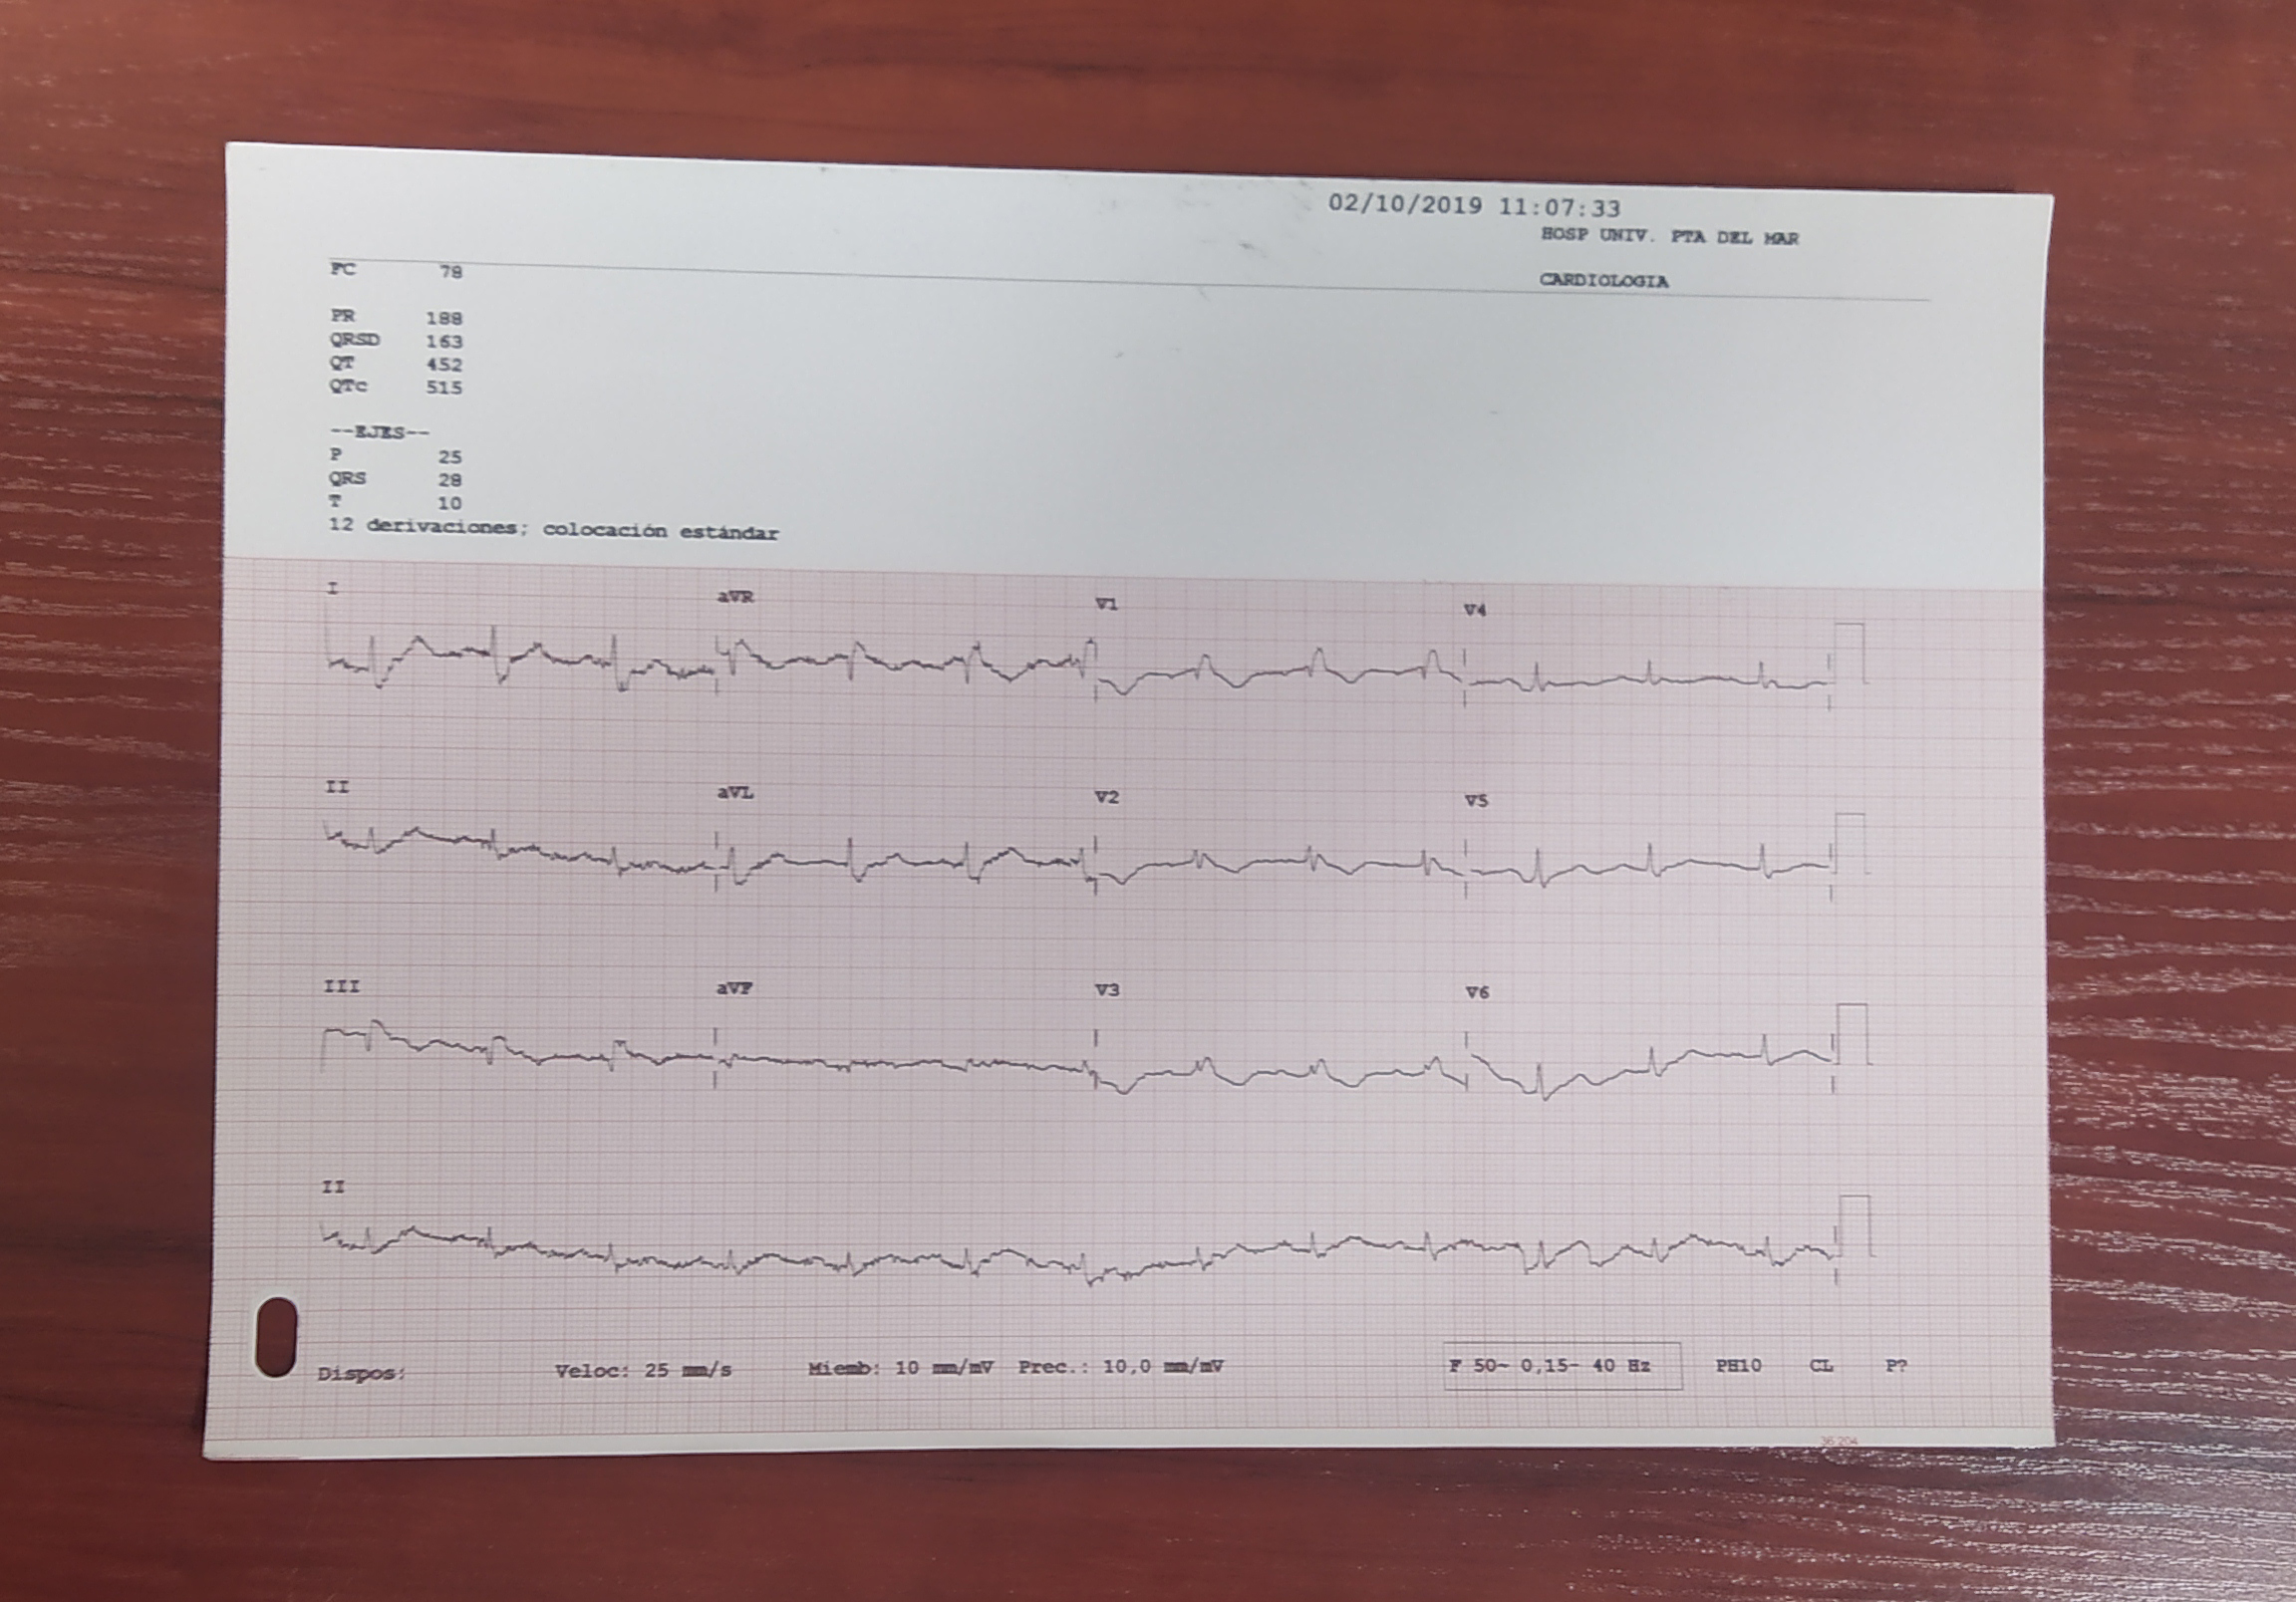 02/10/2019 11:07:33
HOSP UNIV. PTA DEL MAR
CARDIOLOGIA
FC 78
PR 188
QRSD 163
QT 452
QTc 515
--EJES--
P 25
QRS 28
T 10
12 derivaciones; colocación estándar
I aVR V1 V4
II aVL V2 V5
III aVF V3 V6
II
Dispos: Veloc: 25 mm/s Miemb: 10 mm/mV Prec.: 10,0 mm/mV F 50~ 0,15- 40 Hz PH10 CL P?